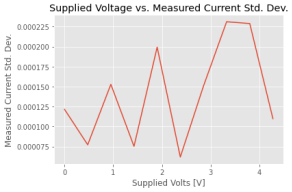 Supplied Voltage vs. Measured Current Std. Dev.
0.000225
0.000200
0.000175
0.000150
0.000125
0.000100
0.000075
Measured Current Std. Dev.
0 1 2 3 4
Supplied Volts [V]